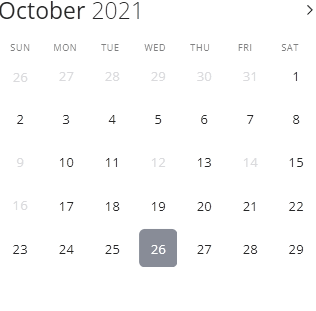 October 2021
SUN MON TUE WED THU FRI SAT
26 27 28 29 30 31 1
2 3 4 5 6 7 8
9 10 11 12 13 14 15
16 17 18 19 20 21 22
23 24 25 26 27 28 29